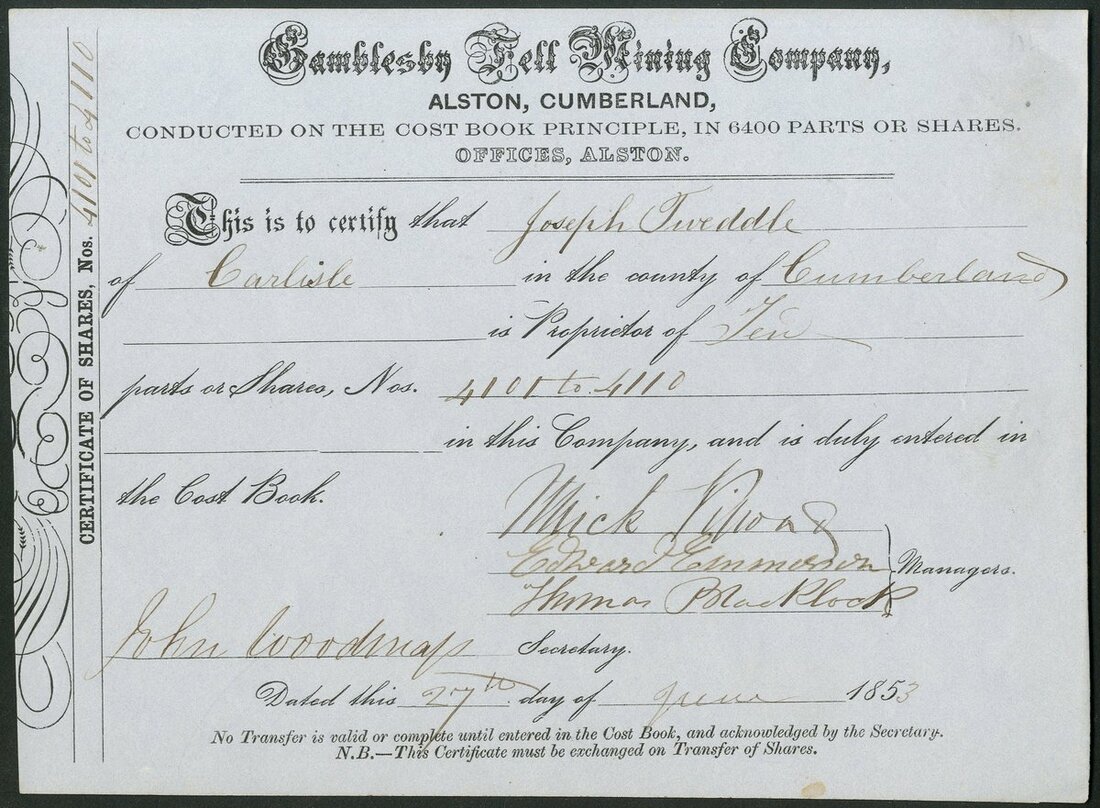 Gamblesby Fell Mining Company,
ALSTON, CUMBERLAND,
CONDUCTED ON THE COST BOOK PRINCIPLE, IN 6400 PARTS OR SHARES.
OFFICES, ALSTON.
CERTIFICATE OF SHARES, Nos. 4101 to 4110
This is to certify that Joseph Tweddle
of Carlisle in the county of Cumberland
is Proprietor of Ten
parts or Shares, Nos. 4101 to 4110
in this Company, and is duly entered in
the Cost Book.
Mick
Edward Emmerson Managers.
Thomas Blacklock
John Secretary.
Dated this 27th day of June 1853
No Transfer is valid or complete until entered in the Cost Book, and acknowledged by the Secretary.
N.B.—This Certificate must be exchanged on Transfer of Shares.